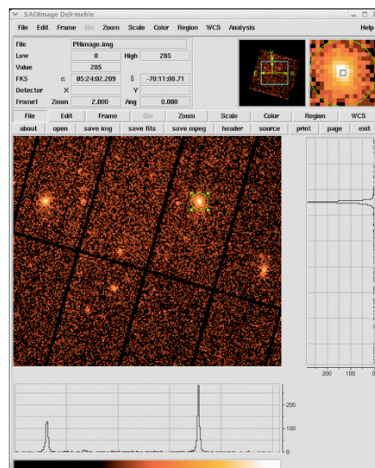 SAOImage Ds9-mehle
File Edit Frame Bin Zoom Scale Color Region WCS Analysis Help
File PNimage.img
Low 0 High 285
Value 285
FK5 α 05:24:02.209 δ -70:11:08.71
Detector X Y
Frame1 Zoom 2.000 Ang 0.000
File Edit Frame Bin Zoom Scale Color Region WCS
about open save img save fits save mpeg header source print page exit
200 100 0
200
100
0